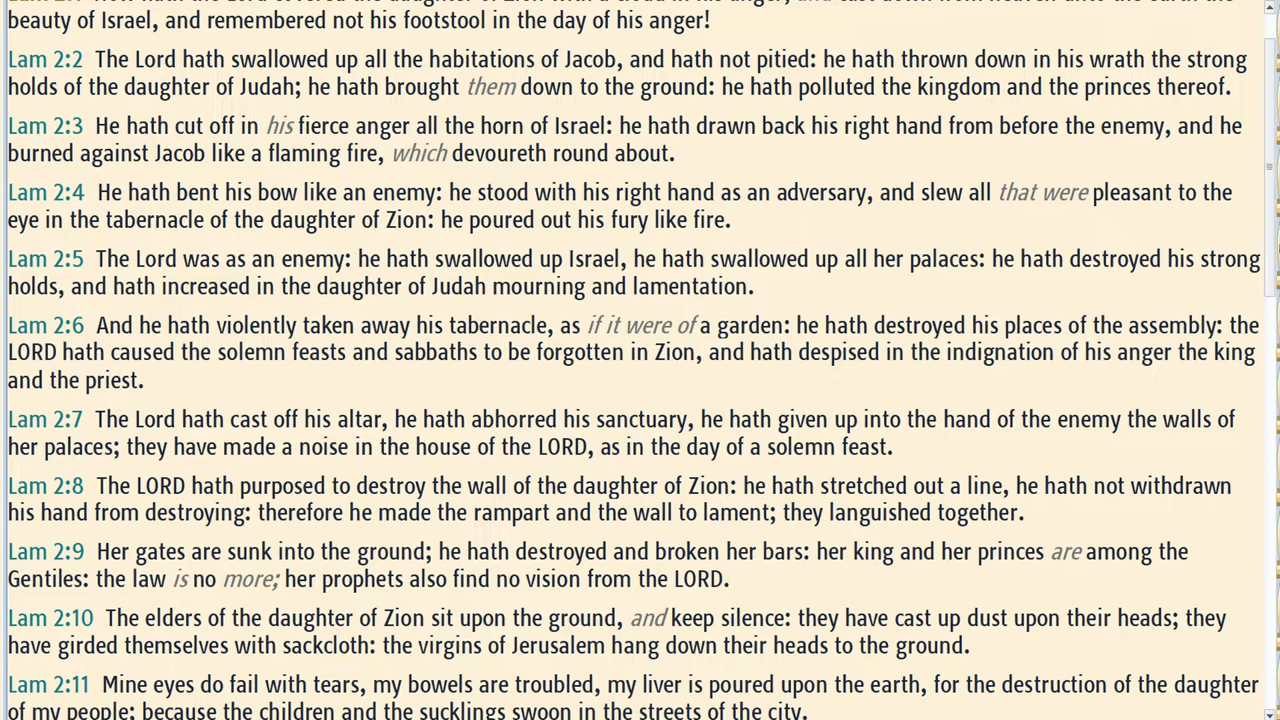 beauty of Israel, and remembered not his footstool in the day of his anger!
Lam 2:2 The Lord hath swallowed up all the habitations of Jacob, and hath not pitied: he hath thrown down in his wrath the strong
holds of the daughter of Judah; he hath brought them down to the ground: he hath polluted the kingdom and the princes thereof.
Lam 2:3 He hath cut off in his fierce anger all the horn of Israel: he hath drawn back his right hand from before the enemy, and he
burned against Jacob like a flaming fire, which devoureth round about.
Lam 2:4 He hath bent his bow like an enemy: he stood with his right hand as an adversary, and slew all that were pleasant to the
eye in the tabernacle of the daughter of Zion: he poured out his fury like fire.
Lam 2:5 The Lord was as an enemy: he hath swallowed up Israel, he hath swallowed up all her palaces: he hath destroyed his strong
holds, and hath increased in the daughter of Judah mourning and lamentation.
Lam 2:6 And he hath violently taken away his tabernacle, as if it were of a garden: he hath destroyed his places of the assembly: the
LORD hath caused the solemn feasts and sabbaths to be forgotten in Zion, and hath despised in the indignation of his anger the king
and the priest.
Lam 2:7 The Lord hath cast off his altar, he hath abhorred his sanctuary, he hath given up into the hand of the enemy the walls of
her palaces; they have made a noise in the house of the LORD, as in the day of a solemn feast.
Lam 2:8 The LORD hath purposed to destroy the wall of the daughter of Zion: he hath stretched out a line, he hath not withdrawn
his hand from destroying: therefore he made the rampart and the wall to lament; they languished together.
Lam 2:9 Her gates are sunk into the ground; he hath destroyed and broken her bars: her king and her princes are among the
Gentiles: the law is no more; her prophets also find no vision from the LORD.
Lam 2:10 The elders of the daughter of Zion sit upon the ground, and keep silence: they have cast up dust upon their heads; they
have girded themselves with sackcloth: the virgins of Jerusalem hang down their heads to the ground.
Lam 2:11 Mine eyes do fail with tears, my bowels are troubled, my liver is poured upon the earth, for the destruction of the daughter
of my people; because the children and the sucklings swoon in the streets of the city.